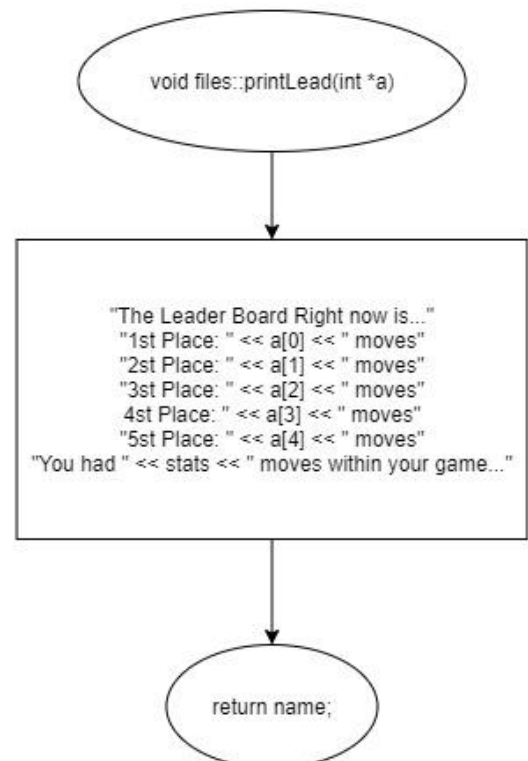 void files::printLead(int *a)
"The Leader Board Right now is..."
"1st Place: " << a[0] << " moves"
"2st Place: " << a[1] << " moves"
"3st Place: " << a[2] << " moves"
4st Place: " << a[3] << " moves"
"5st Place: " << a[4] << " moves"
"You had " << stats << " moves within your game..."
return name;